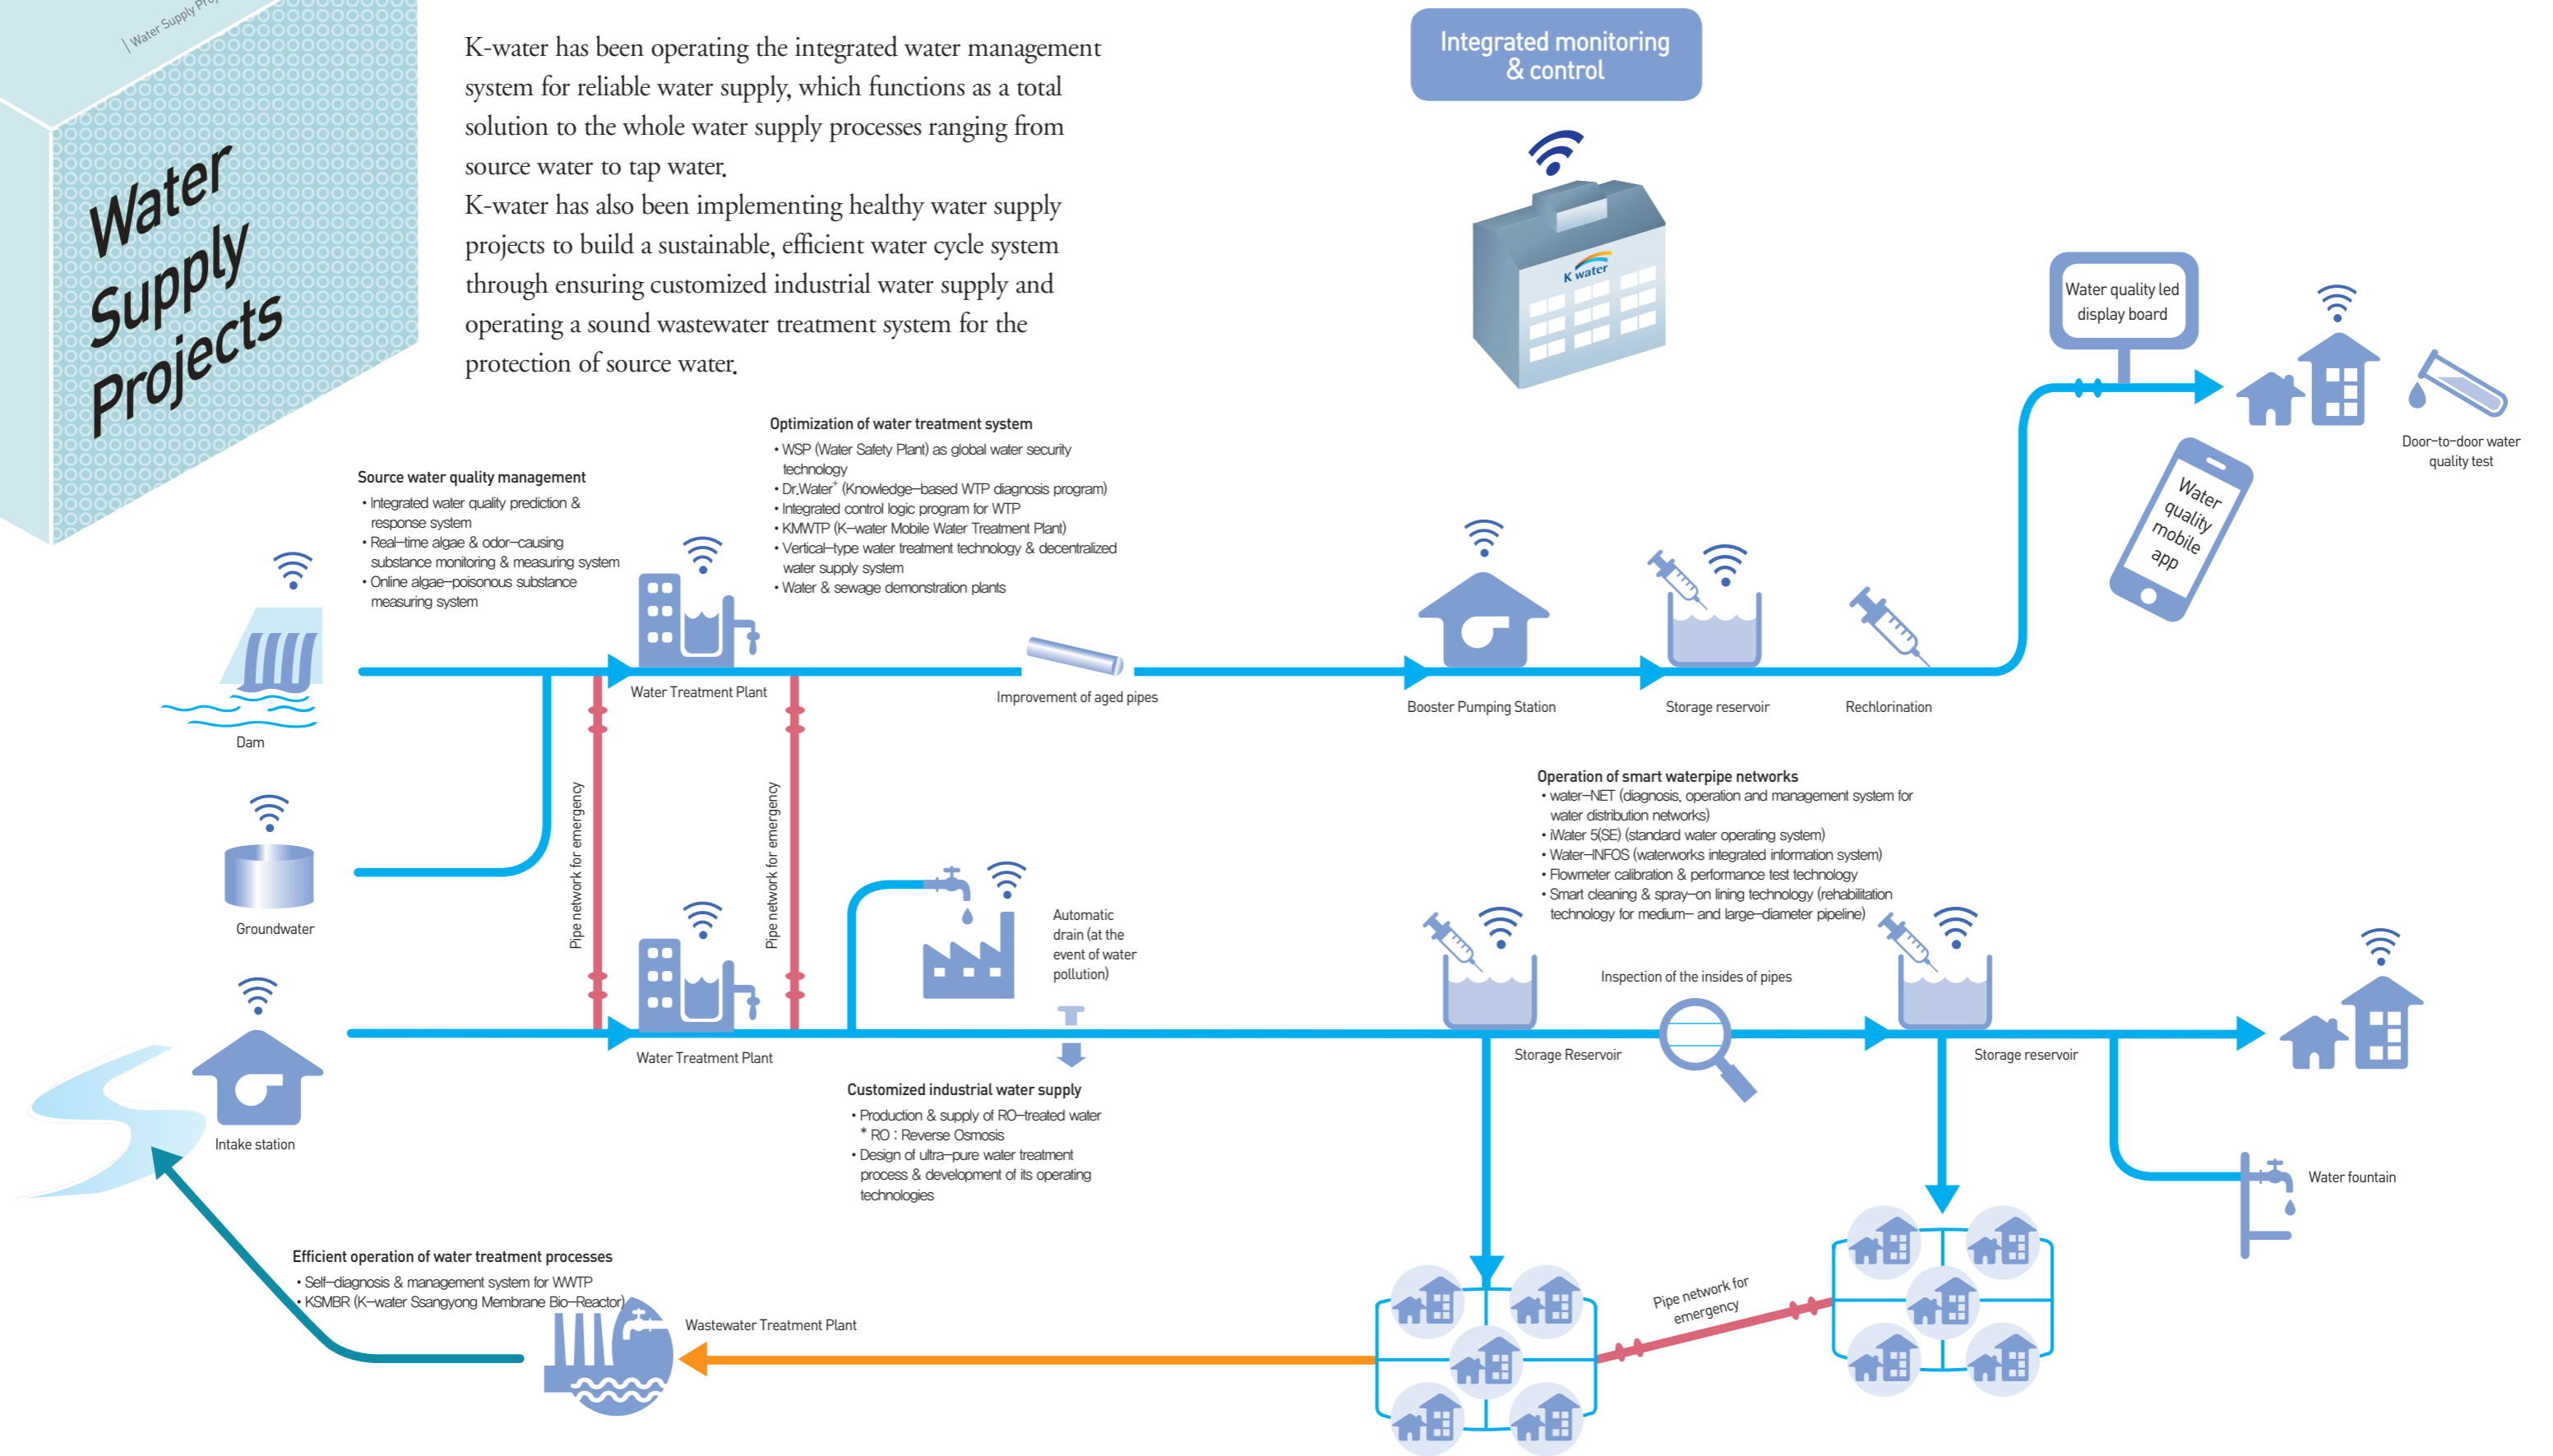 Water Supply
Water
Supply
Projects
K-water has been operating the integrated water management
system for reliable water supply, which functions as a total
solution to the whole water supply processes ranging from
source water to tap water.
K-water has also been implementing healthy water supply
projects to build a sustainable, efficient water cycle system
through ensuring customized industrial water supply and
operating a sound wastewater treatment system for the
protection of source water.
Integrated monitoring
& control
K water
Water quality led
display board
Door-to-door water
quality test
Water
quality
mobile
app
Source water quality management
• Integrated water quality prediction &
response system
• Real-time algae & odor-causing
substance monitoring & measuring system
• Online algae-poisonous substance
measuring system
Optimization of water treatment system
• WSP (Water Safety Plant) as global water security
technology
• Dr.Water+ (Knowledge-based WTP diagnosis program)
• Integrated control logic program for WTP
• KMWTP (K-water Mobile Water Treatment Plant)
• Vertical-type water treatment technology & decentralized
water supply system
• Water & sewage demonstration plants
Dam
Water Treatment Plant
Improvement of aged pipes
Booster Pumping Station
Storage reservoir
Rechlorination
Groundwater
Pipe network for emergency
Pipe network for emergency
Operation of smart waterpipe networks
• water-NET (diagnosis, operation and management system for
water distribution networks)
• iWater 5(SE) (standard water operating system)
• Water-INFOS (waterworks integrated information system)
• Flowmeter calibration & performance test technology
• Smart cleaning & spray-on lining technology (rehabilitation
technology for medium- and large-diameter pipeline)
Automatic
drain (at the
event of water
pollution)
Inspection of the insides of pipes
Intake station
Water Treatment Plant
Storage Reservoir
Storage reservoir
Customized industrial water supply
• Production & supply of RO-treated water
* RO : Reverse Osmosis
• Design of ultra-pure water treatment
process & development of its operating
technologies
Water fountain
Efficient operation of water treatment processes
• Self-diagnosis & management system for WWTP
• KSMBR (K-water Ssangyong Membrane Bio-Reactor)
Wastewater Treatment Plant
Pipe network for
emergency